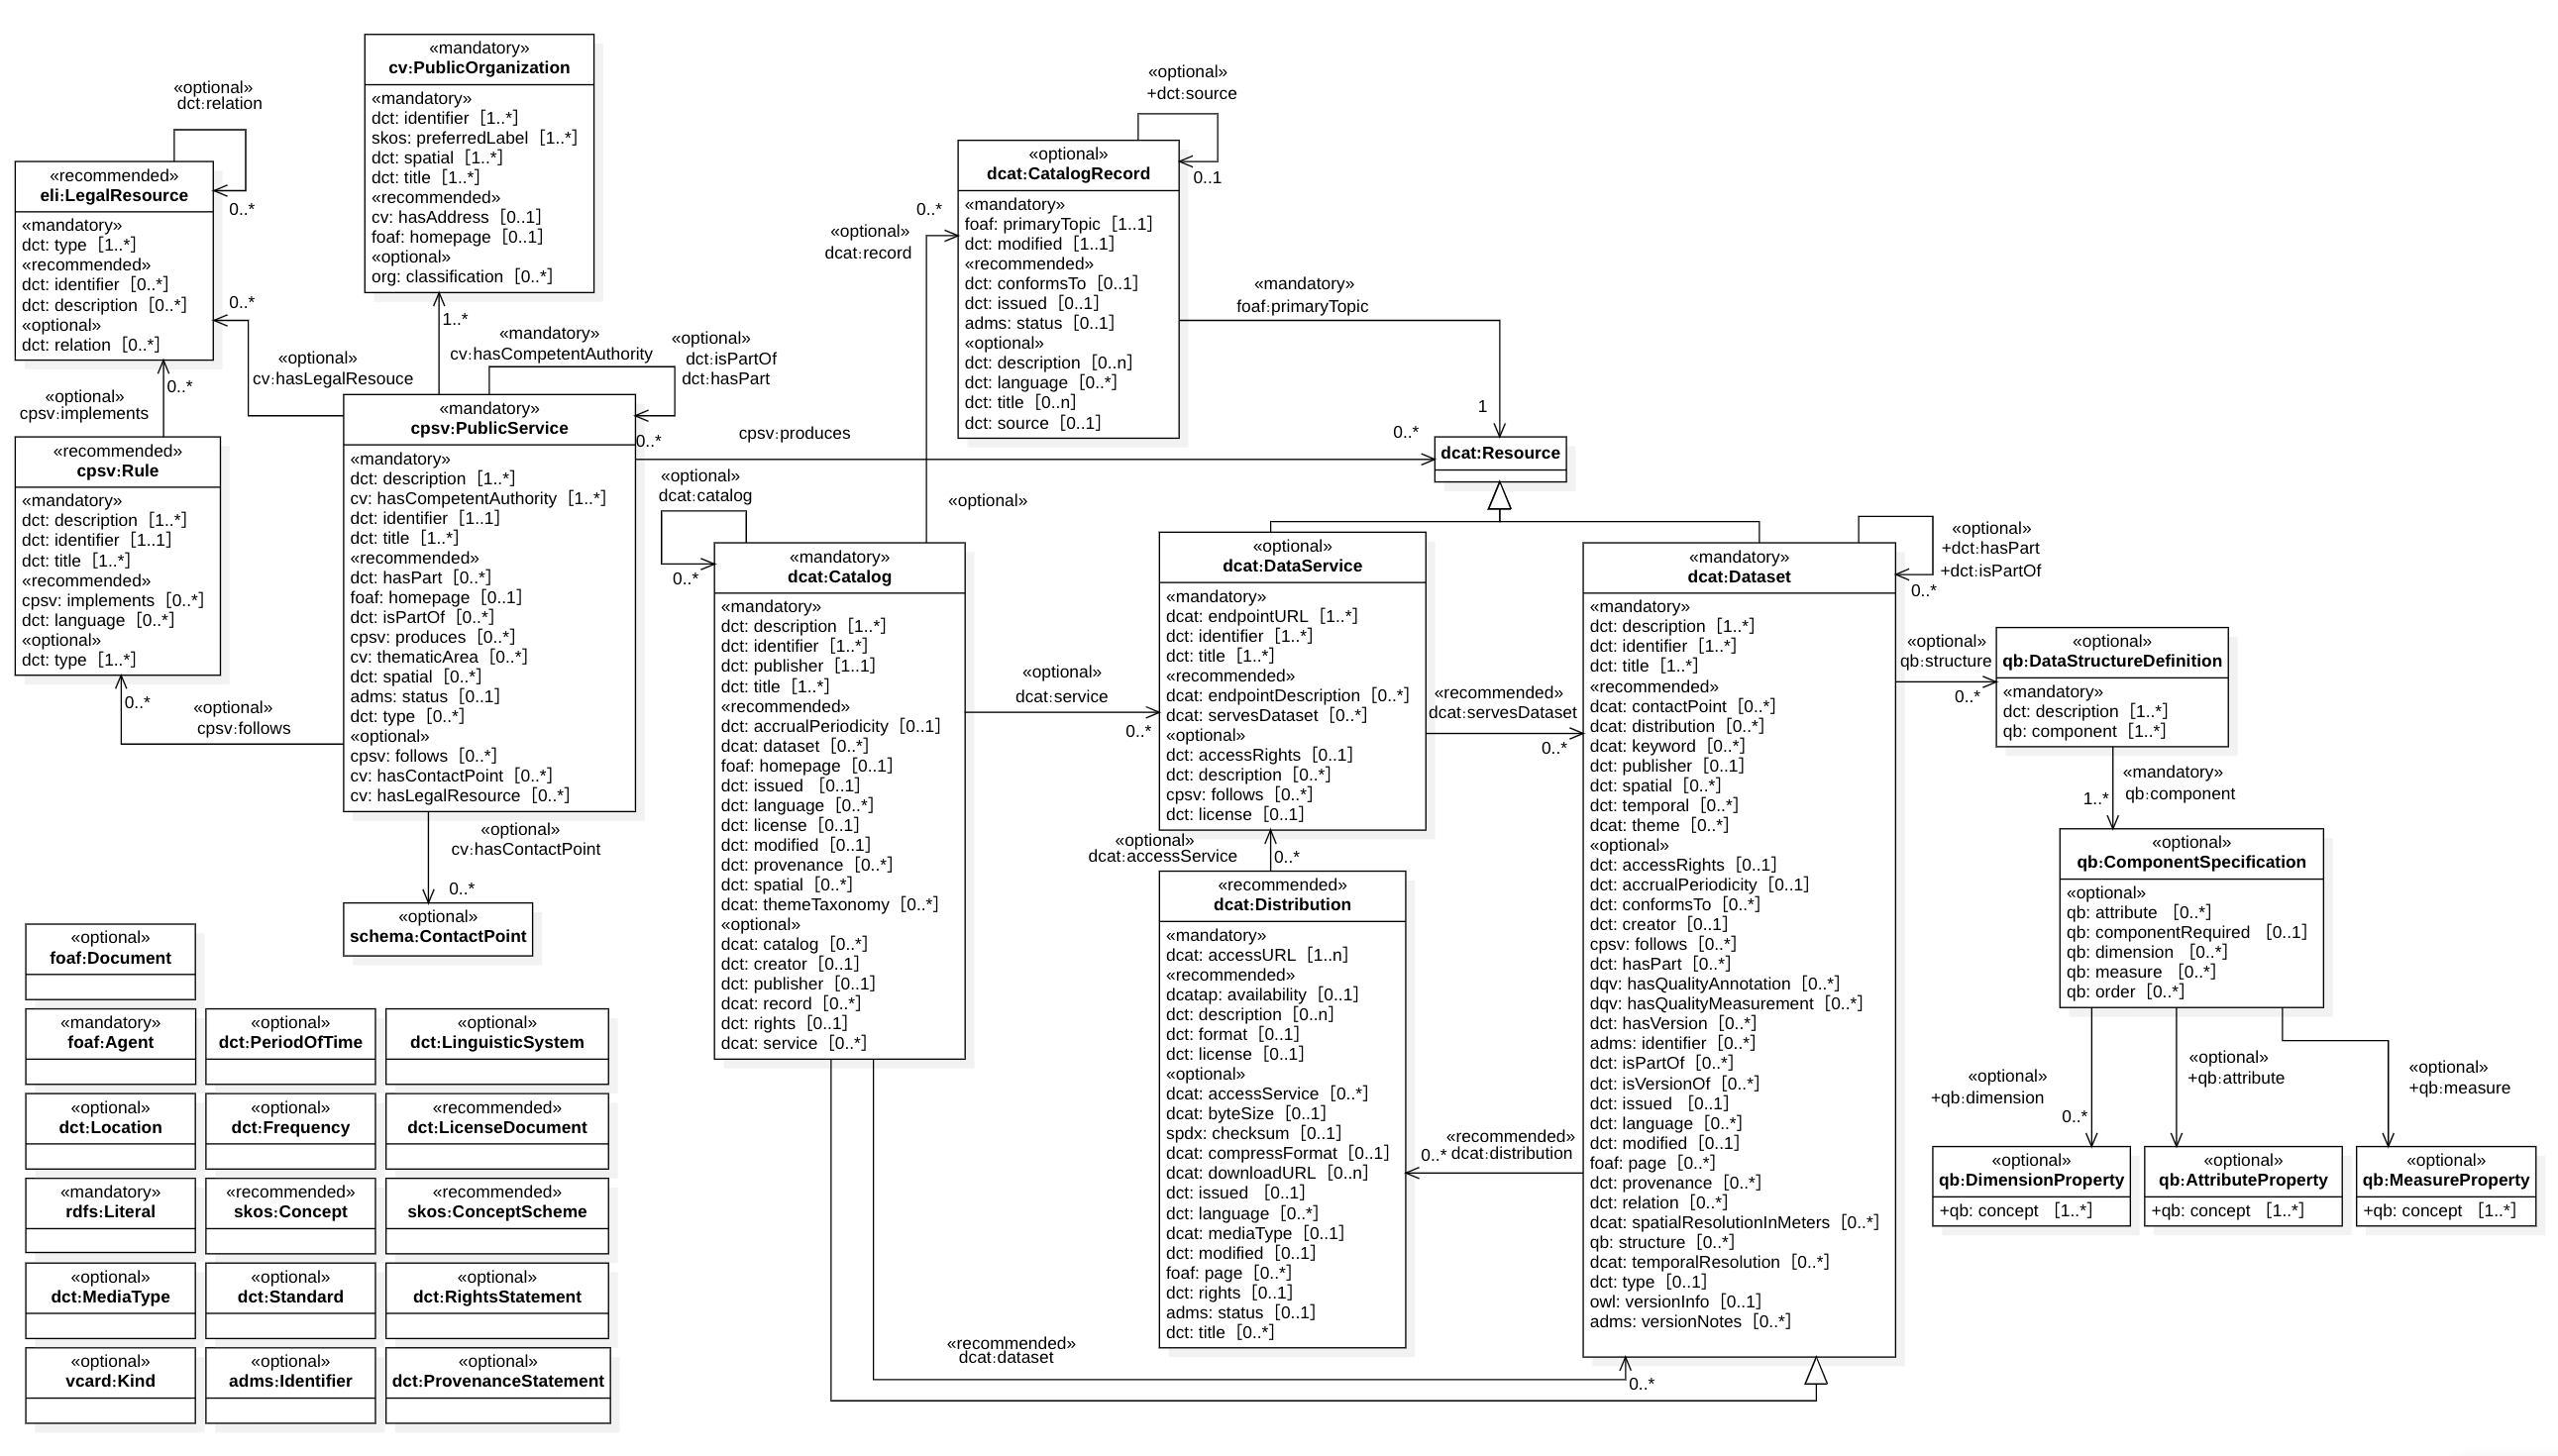 «mandatory»
cv:PublicOrganization
«mandatory»
dct: identifier [1..*]
skos: preferredLabel [1..*]
dct: spatial [1..*]
dct: title [1..*]
«recommended»
cv: hasAddress [0..1]
foaf: homepage [0..1]
«optional»
org: classification [0..*]
«optional»
dct:relation
0..*
«recommended»
eli:LegalResource
«mandatory»
dct: type [1..*]
«recommended»
dct: identifier [0..*]
dct: description [0..*]
«optional»
dct: relation [0..*]
0..*
«optional»
cv:hasLegalResouce
1..*
«mandatory»
cv:hasCompetentAuthority
«optional»
dct:isPartOf
dct:hasPart
0..*
0..*
«optional»
cpsv:implements
«recommended»
cpsv:Rule
«mandatory»
dct: description [1..*]
dct: identifier [1..1]
dct: title [1..*]
«recommended»
cpsv: implements [0..*]
dct: language [0..*]
«optional»
dct: type [1..*]
0..*
«optional»
cpsv:follows
«mandatory»
cpsv:PublicService
«mandatory»
dct: description [1..*]
cv: hasCompetentAuthority [1..*]
dct: identifier [1..1]
dct: title [1..*]
«recommended»
dct: hasPart [0..*]
foaf: homepage [0..1]
dct: isPartOf [0..*]
cpsv: produces [0..*]
cv: thematicArea [0..*]
dct: spatial [0..*]
adms: status [0..1]
dct: type [0..*]
«optional»
cpsv: follows [0..*]
cv: hasContactPoint [0..*]
cv: hasLegalResource [0..*]
«optional»
cv:hasContactPoint
0..*
«optional»
schema:ContactPoint
cpsv:produces
0..*
«optional»
«optional»
+dct:source
0..1
«optional»
dcat:CatalogRecord
«mandatory»
foaf: primaryTopic [1..1]
dct: modified [1..1]
«recommended»
dct: conformsTo [0..1]
dct: issued [0..1]
adms: status [0..1]
«optional»
dct: description [0..n]
dct: language [0..*]
dct: title [0..n]
dct: source [0..1]
0..*
«optional»
dcat:record
«mandatory»
foaf:primaryTopic
1
dcat:Resource
«optional»
dcat:catalog
0..*
«mandatory»
dcat:Catalog
«mandatory»
dct: description [1..*]
dct: identifier [1..*]
dct: publisher [1..1]
dct: title [1..*]
«recommended»
dct: accrualPeriodicity [0..1]
dcat: dataset [0..*]
foaf: homepage [0..1]
dct: issued [0..1]
dct: language [0..*]
dct: license [0..1]
dct: modified [0..1]
dct: provenance [0..*]
dct: spatial [0..*]
dcat: themeTaxonomy [0..*]
«optional»
dcat: catalog [0..*]
dct: creator [0..1]
dct: publisher [0..1]
dcat: record [0..*]
dct: rights [0..1]
dcat: service [0..*]
«optional»
dcat:service
0..*
«optional»
dcat:DataService
«mandatory»
dcat: endpointURL [1..*]
dct: identifier [1..*]
dct: title [1..*]
«recommended»
dcat: endpointDescription [0..*]
dcat: servesDataset [0..*]
«optional»
dct: accessRights [0..1]
dct: description [0..*]
cpsv: follows [0..*]
dct: license [0..1]
«recommended»
dcat:servesDataset
0..*
«optional»
dcat:accessService
0..*
«recommended»
dcat:Distribution
«mandatory»
dcat: accessURL [1..n]
«recommended»
dcatap: availability [0..1]
dct: description [0..n]
dct: format [0..1]
dct: license [0..1]
«optional»
dcat: accessService [0..*]
dcat: byteSize [0..1]
spdx: checksum [0..1]
dcat: compressFormat [0..1]
dcat: downloadURL [0..n]
dct: issued [0..1]
dct: language [0..*]
dcat: mediaType [0..1]
dct: modified [0..1]
foaf: page [0..*]
dct: rights [0..1]
adms: status [0..1]
dct: title [0..*]
«recommended»
0..* dcat:distribution
«recommended»
dcat:dataset
0..*
«mandatory»
dcat:Dataset
«mandatory»
dct: description [1..*]
dct: identifier [1..*]
dct: title [1..*]
«recommended»
dcat: contactPoint [0..*]
dcat: distribution [0..*]
dcat: keyword [0..*]
dct: publisher [0..1]
dct: spatial [0..*]
dct: temporal [0..*]
dcat: theme [0..*]
«optional»
dct: accessRights [0..1]
dct: accrualPeriodicity [0..1]
dct: conformsTo [0..*]
dct: creator [0..1]
cpsv: follows [0..*]
dct: hasPart [0..*]
dqv: hasQualityAnnotation [0..*]
dqv: hasQualityMeasurement [0..*]
dct: hasVersion [0..*]
adms: identifier [0..*]
dct: isPartOf [0..*]
dct: isVersionOf [0..*]
dct: issued [0..1]
dct: language [0..*]
dct: modified [0..1]
foaf: page [0..*]
dct: provenance [0..*]
dct: relation [0..*]
dcat: spatialResolutionInMeters [0..*]
qb: structure [0..*]
dcat: temporalResolution [0..*]
dct: type [0..1]
owl: versionInfo [0..1]
adms: versionNotes [0..*]
«optional»
+dct:hasPart
+dct:isPartOf
0..*
«optional»
qb:structure
0..*
«optional»
qb:DataStructureDefinition
«mandatory»
dct: description [1..*]
qb: component [1..*]
«mandatory»
1..* qb:component
«optional»
qb:ComponentSpecification
«optional»
qb: attribute [0..*]
qb: componentRequired [0..1]
qb: dimension [0..*]
qb: measure [0..*]
qb: order [0..*]
«optional»
+qb:dimension
0..*
«optional»
+qb:attribute
«optional»
+qb:measure
«optional»
qb:DimensionProperty
+qb: concept [1..*]
«optional»
qb:AttributeProperty
+qb: concept [1..*]
«optional»
qb:MeasureProperty
+qb: concept [1..*]
«optional»
foaf:Document
«mandatory»
foaf:Agent
«optional»
dct:PeriodOfTime
«optional»
dct:LinguisticSystem
«optional»
dct:Location
«optional»
dct:Frequency
«recommended»
dct:LicenseDocument
«mandatory»
rdfs:Literal
«recommended»
skos:Concept
«recommended»
skos:ConceptScheme
«optional»
dct:MediaType
«optional»
dct:Standard
«optional»
dct:RightsStatement
«optional»
vcard:Kind
«optional»
adms:Identifier
«optional»
dct:ProvenanceStatement